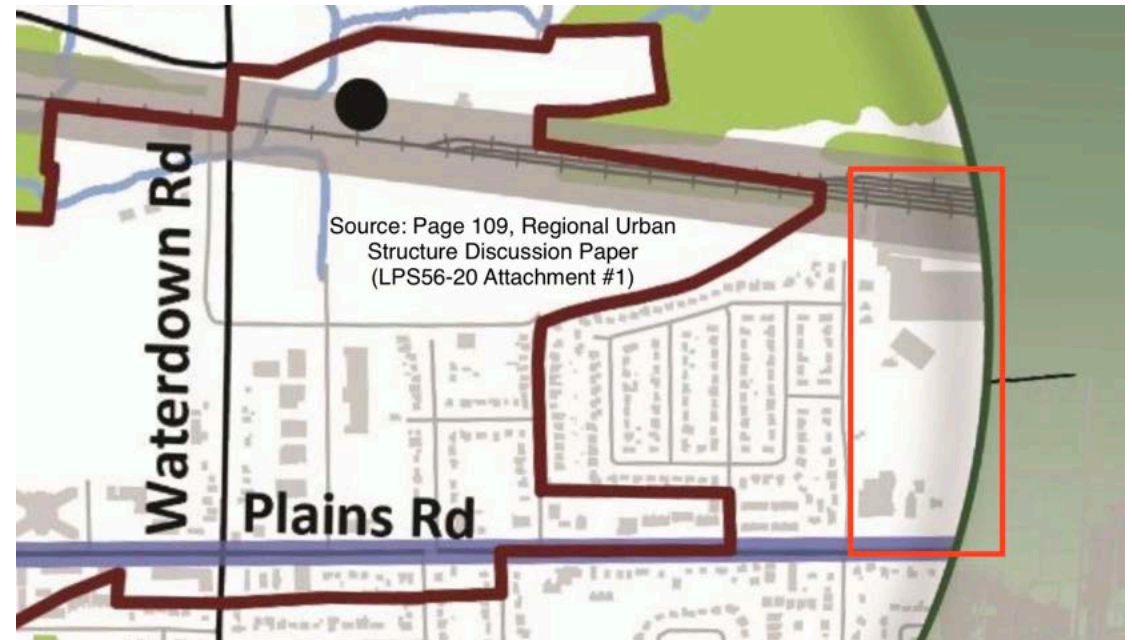 Waterdown Rd
Source: Page 109, Regional Urban
Structure Discussion Paper
(LPS56-20 Attachment #1)
Plains Rd